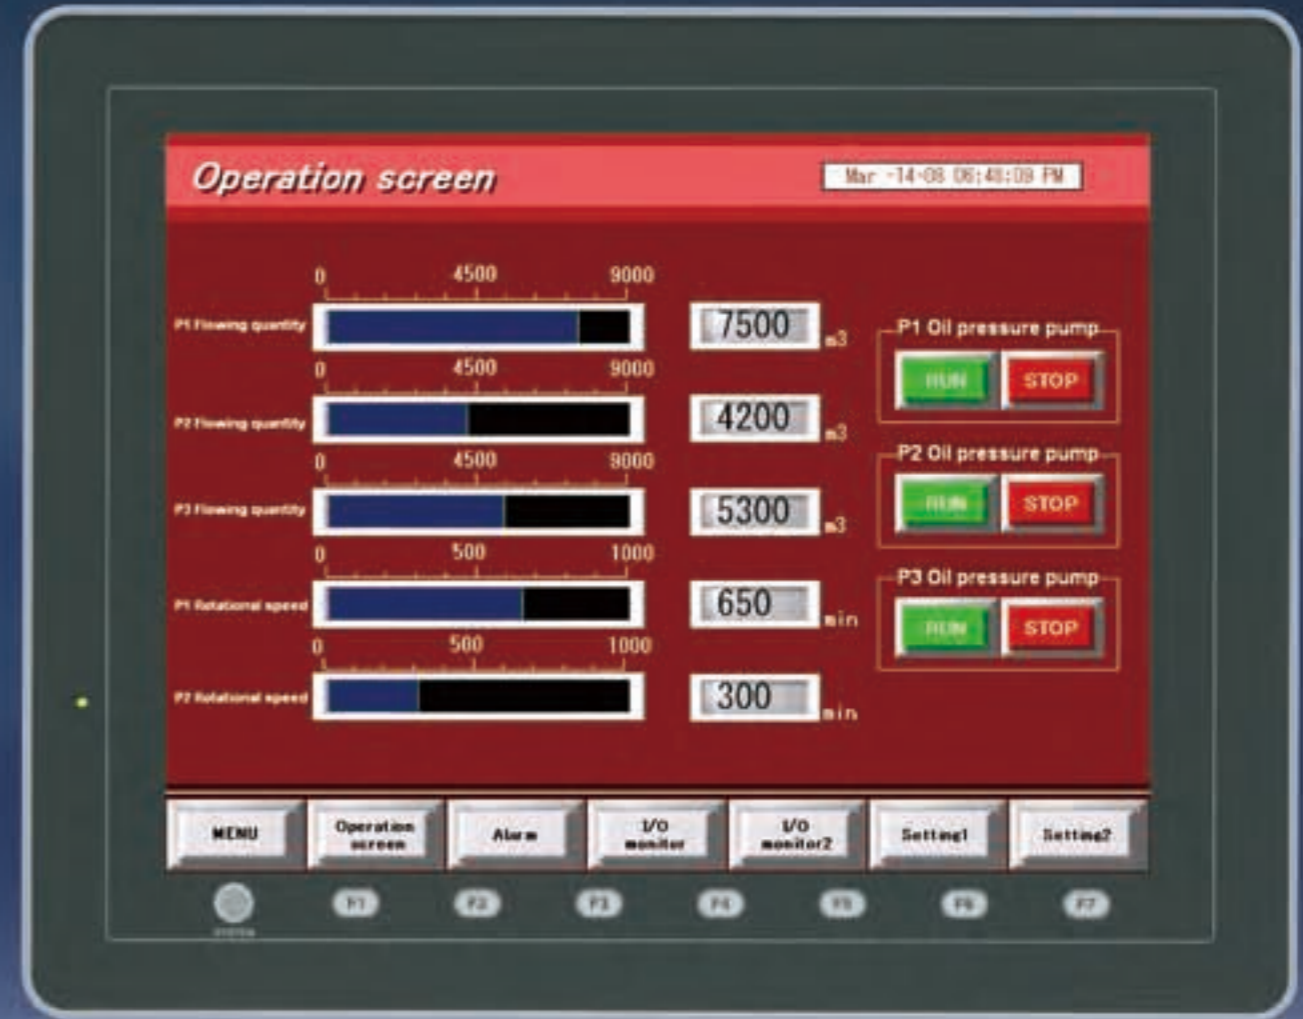 Operation screen
Mar -14-08 06:48:09 PM
0 4500 9000
P1 Flowing quantity
7500 m3
0 4500 9000
P2 Flowing quantity
4200 m3
0 4500 9000
P3 Flowing quantity
5300 m3
0 500 1000
P1 Rotational speed
650 min
0 500 1000
P2 Rotational speed
300 min
P1 Oil pressure pump
RUN STOP
P2 Oil pressure pump
RUN STOP
P3 Oil pressure pump
RUN STOP
MENU
Operation
screen
Alarm
I/O
monitor
I/O
monitor2
Setting1
Setting2
SYSTEM
F1 F2 F3 F4 F5 F6 F7